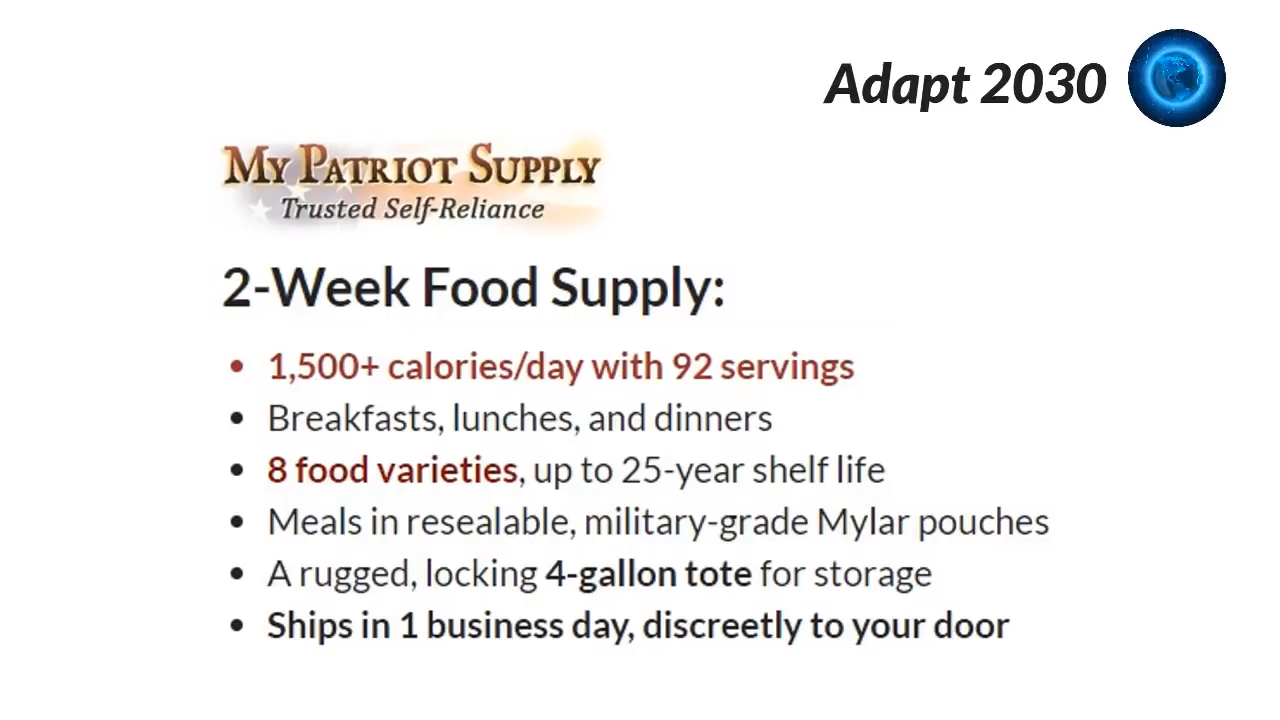 Adapt 2030
My Patriot Supply
Trusted Self-Reliance
2-Week Food Supply:
• 1,500+ calories/day with 92 servings
• Breakfasts, lunches, and dinners
• 8 food varieties, up to 25-year shelf life
• Meals in resealable, military-grade Mylar pouches
• A rugged, locking 4-gallon tote for storage
• Ships in 1 business day, discreetly to your door